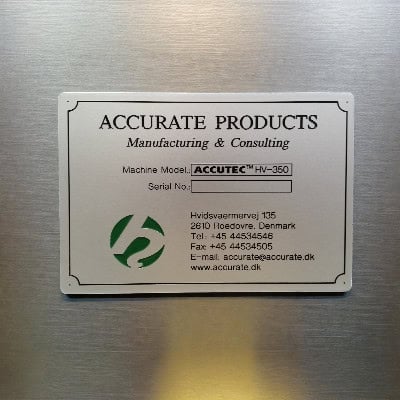 ACCURATE PRODUCTS
Manufacturing & Consulting
Machine Model.: ACCUTEC™ HV-350
Serial No.:
Hvidsvaermervej 135
2610 Roedovre, Denmark
Tel.: +45 44534546
Fax: +45 44534505
E-mail: accurate@accurate.dk
www.accurate.dk